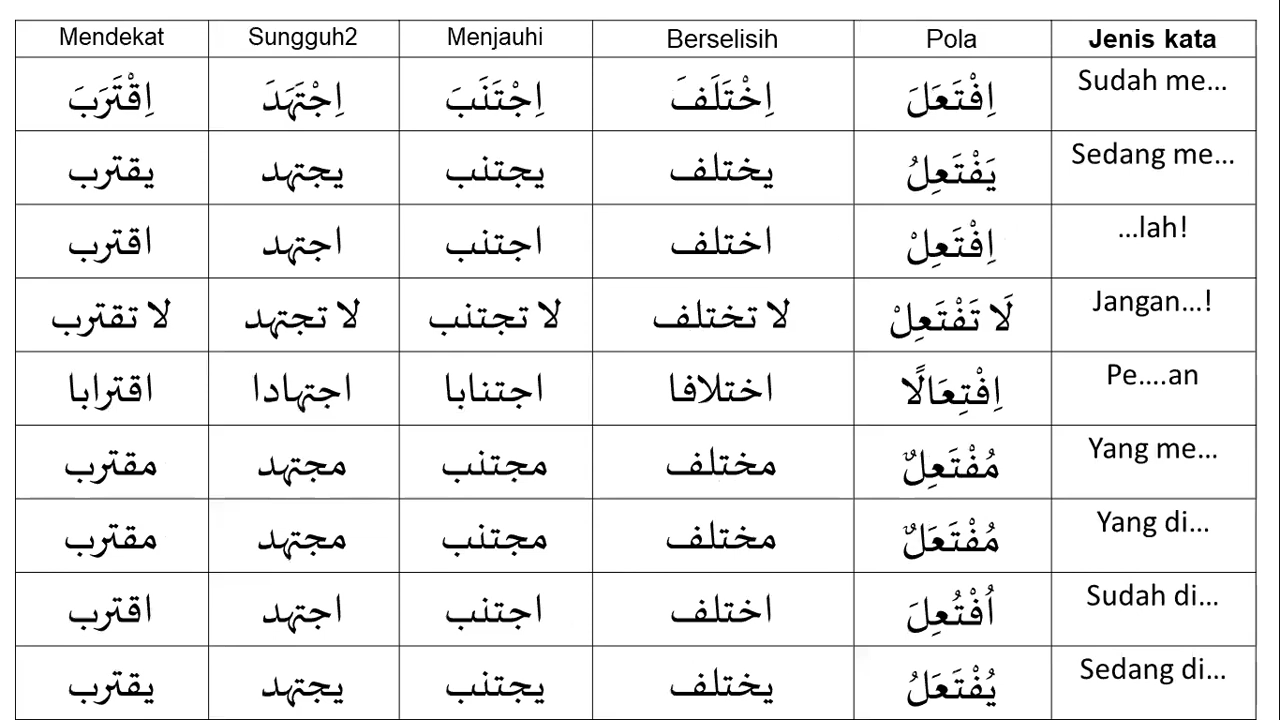 Mendekat Sungguh2 Menjauhi Berselisih Pola Jenis kata
اِقْتَرَبَ اِجْتَهَدَ اِجْتَنَبَ اِخْتَلَفَ اِفْتَعَلَ Sudah me...
يقترب يجتهد يجتنب يختلف يَفْتَعِلُ Sedang me...
اقترب اجتهد اجتنب اختلف اِفْتَعِلْ ...lah!
لا تقترب لا تجتهد لا تجتنب لا تختلف لَا تَفْتَعِلْ Jangan...!
اقترابا اجتهادا اجتنابا اختلافا اِفْتِعَالًا Pe....an
مقترب مجتهد مجتنب مختلف مُفْتَعِلٌ Yang me...
مقترب مجتهد مجتنب مختلف مُفْتَعَلٌ Yang di...
اقترب اجتهد اجتنب اختلف اُفْتُعِلَ Sudah di...
يقترب يجتهد يجتنب يختلف يُفْتَعَلُ Sedang di...